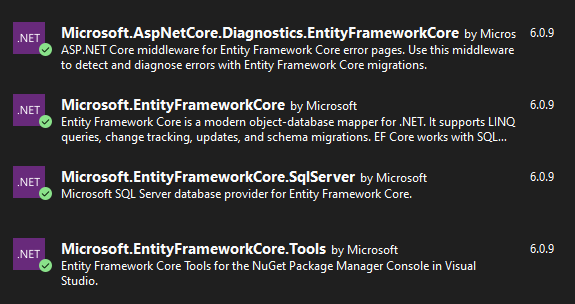 .NET
Microsoft.AspNetCore.Diagnostics.EntityFrameworkCore by Micros 6.0.9
ASP.NET Core middleware for Entity Framework Core error pages. Use this middleware
to detect and diagnose errors with Entity Framework Core migrations.
.NET
Microsoft.EntityFrameworkCore by Microsoft 6.0.9
Entity Framework Core is a modern object-database mapper for .NET. It supports LINQ
queries, change tracking, updates, and schema migrations. EF Core works with SQL...
.NET
Microsoft.EntityFrameworkCore.SqlServer by Microsoft 6.0.9
Microsoft SQL Server database provider for Entity Framework Core.
.NET
Microsoft.EntityFrameworkCore.Tools by Microsoft 6.0.9
Entity Framework Core Tools for the NuGet Package Manager Console in Visual
Studio.